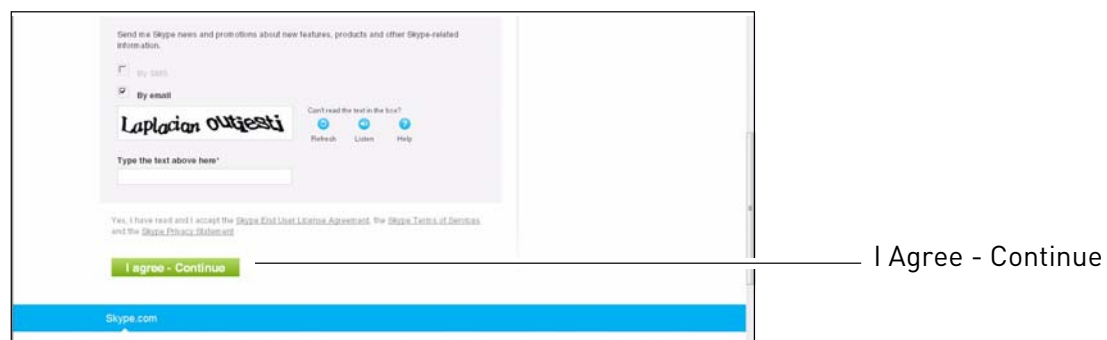 Send me Skype news and promotions about new features, products and other Skype-related
information.
By SMS
By email
Can't read the text in the box?
Laplacian outjesti
Refresh Listen Help
Type the text above here*
Yes, I have read and I accept the Skype End User License Agreement, the Skype Terms of Services
and the Skype Privacy Statement
I agree - Continue
I Agree - Continue
Skype.com